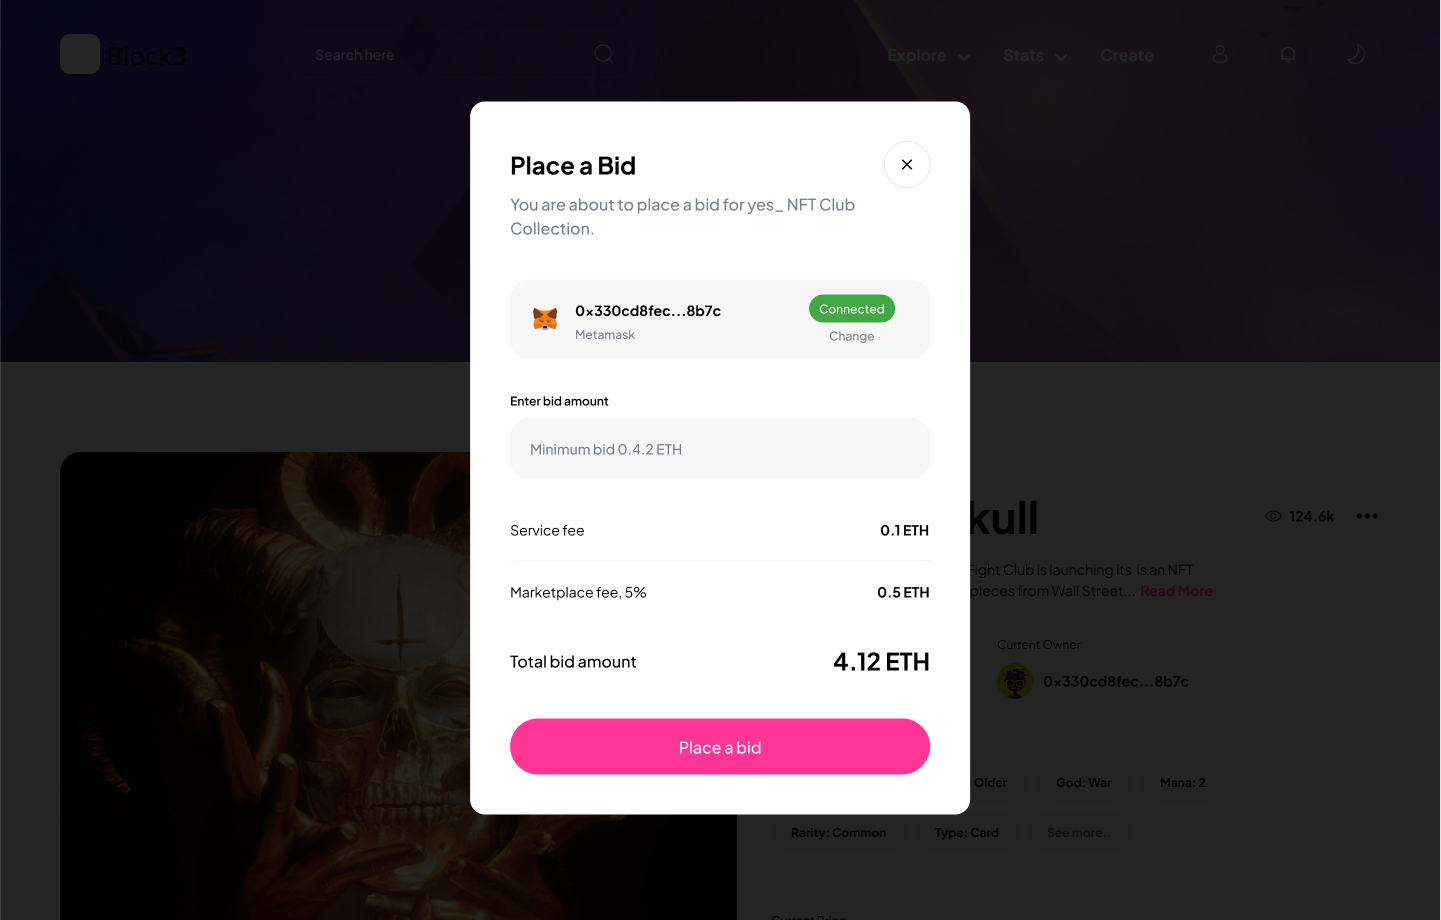 Block3
Search here
Explore
Stats
Create
Place a Bid
You are about to place a bid for yes_ NFT Club
Collection.
0x330cd8fec...8b7c
Metamask
Connected
Change
Enter bid amount
Minimum bid 0.4.2 ETH
Service fee
0.1 ETH
Marketplace fee, 5%
0.5 ETH
Total bid amount
4.12 ETH
Place a bid
kull
124.6k
Fight Club is launching its is an NFT
pieces from Wall Street... Read More
Current Owner
0x330cd8fec...8b7c
Older
God: War
Mana: 2
Rarity: Common
Type: Card
See more..
Current Price